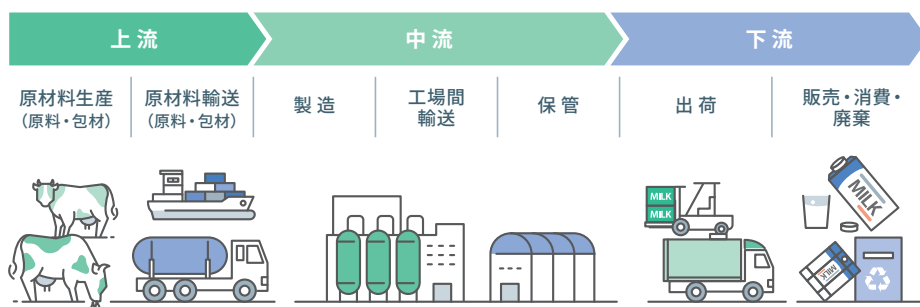 上流
中流
下流
原材料生産
（原料・包材）
原材料輸送
（原料・包材）
製造
工場間
輸送
保管
出荷
販売・消費・
廃棄
MILK
MILK
MILK
MILK